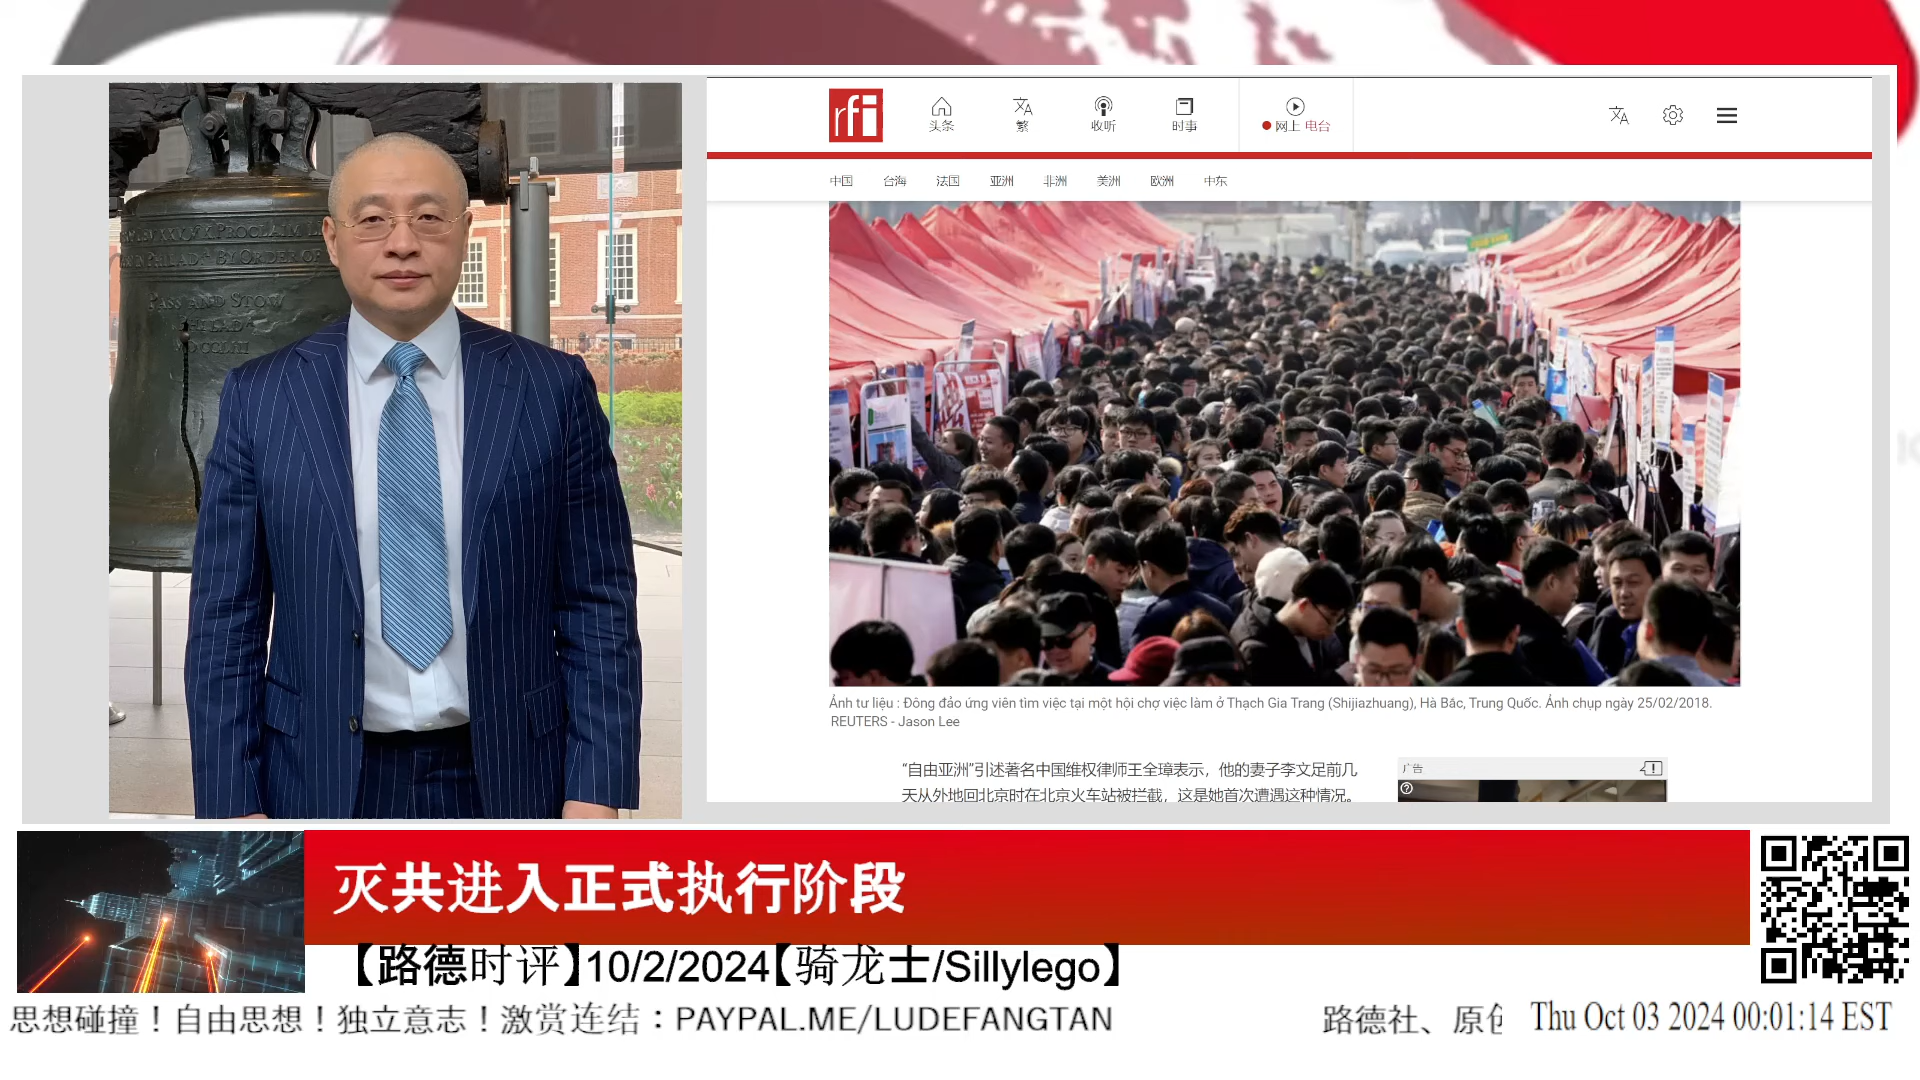 rfi
头条
繁
收听
时事
网上 电台
中国 台海 法国 亚洲 非洲 美洲 欧洲 中东
PASS AND STOW
PHILADA
MDCCLIII
Ảnh tư liệu : Đông đảo ứng viên tìm việc tại một hội chợ việc làm ở Thạch Gia Trang (Shijiazhuang), Hà Bắc, Trung Quốc. Ảnh chụp ngày 25/02/2018.
REUTERS - Jason Lee
“自由亚洲”引述著名中国维权律师王全璋表示，他的妻子李文足前几
天从外地回北京时在北京火车站被拦截，这是她首次遭遇这种情况。
广告
灭共进入正式执行阶段
【路德时评】10/2/2024【骑龙士/Sillylego】
思想碰撞！自由思想！独立意志！激赏连结：PAYPAL.ME/LUDEFANGTAN
路德社、原创
Thu Oct 03 2024 00:01:14 EST